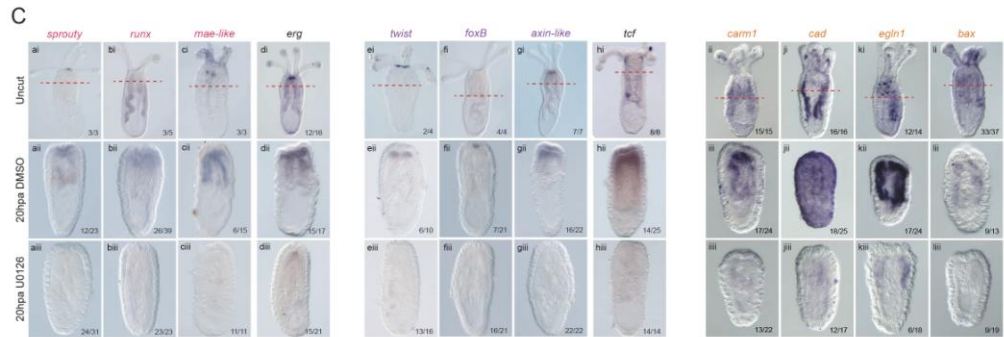 C
sprouty runx mae-like erg twist foxB axin-like tcf carm1 cad egln1 bax
Uncut
ai bi ci di ei fi gi hi ii ji ki li
3/3 3/5 3/3 12/16 2/4 4/4 7/7 8/8 15/15 16/16 12/14 33/37
20hpa DMSO
aii bii cii dii eii fii gii hii iii jii kii lii
12/23 26/39 6/15 15/17 6/10 7/21 16/22 14/25 17/24 18/25 17/24 9/13
20hpa U0126
aiii biii ciii diii eiii fiii giii hiii iiii jiii kiii liii
24/31 23/23 11/11 15/21 13/16 16/21 22/22 14/14 13/22 12/17 6/18 9/19